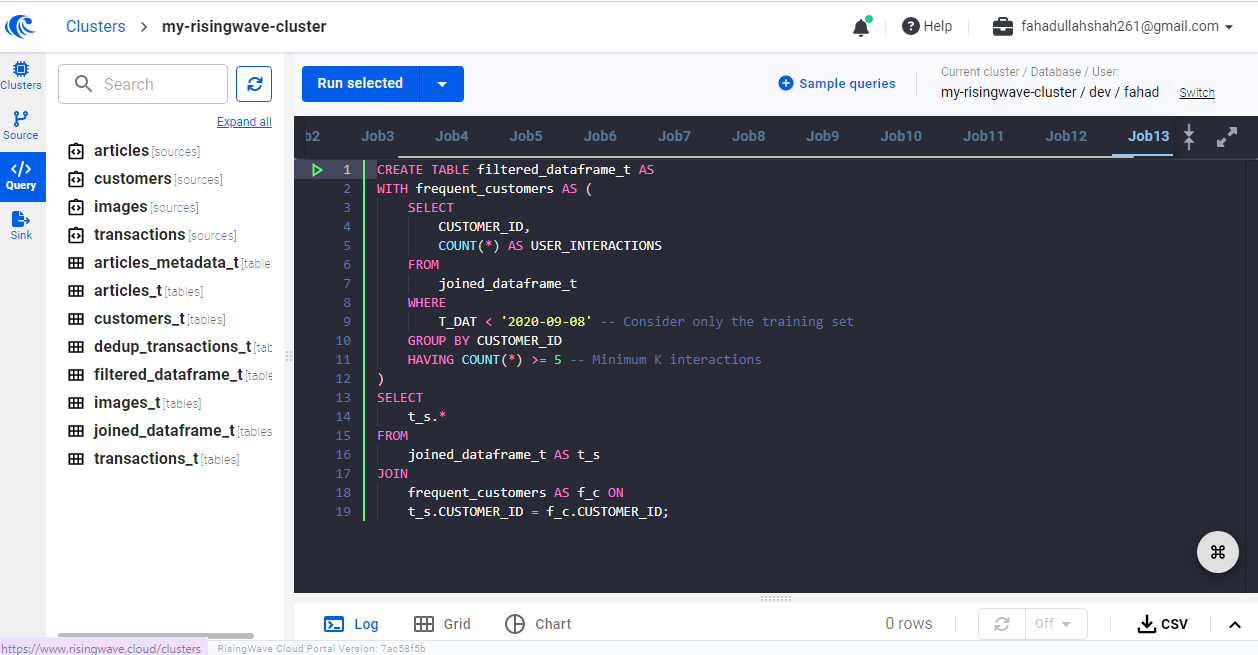 Clusters > my-risingwave-cluster
Help
fahadullahshah261@gmail.com
Clusters
Source
Query
Sink
Search
Expand all
articles [sources]
customers [sources]
images [sources]
transactions [sources]
articles_metadata_t [table
articles_t [tables]
customers_t [tables]
dedup_transactions_t [tab
filtered_dataframe_t [table
images_t [tables]
joined_dataframe_t [tables
transactions_t [tables]
Run selected
Sample queries
Current cluster / Database / User:
my-risingwave-cluster / dev / fahad
Switch
b2 Job3 Job4 Job5 Job6 Job7 Job8 Job9 Job10 Job11 Job12 Job13
1 CREATE TABLE filtered_dataframe_t AS
2 WITH frequent_customers AS (
3 SELECT
4 CUSTOMER_ID,
5 COUNT(*) AS USER_INTERACTIONS
6 FROM
7 joined_dataframe_t
8 WHERE
9 T_DAT < '2020-09-08' -- Consider only the training set
10 GROUP BY CUSTOMER_ID
11 HAVING COUNT(*) >= 5 -- Minimum K interactions
12 )
13 SELECT
14 t_s.*
15 FROM
16 joined_dataframe_t AS t_s
17 JOIN
18 frequent_customers AS f_c ON
19 t_s.CUSTOMER_ID = f_c.CUSTOMER_ID;
Log Grid Chart
0 rows
Off
CSV
https://www.risingwave.cloud/clusters
RisingWave Cloud Portal Version: 7ac58f5b